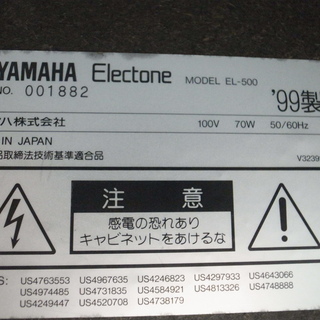 YAMAHA Electone MODEL EL-500 '99製
NO. 001882
ハ株式会社 100V 70W 50/60Hz
IN JAPAN
品取締法技術基準適合品 V3239
注 意
感電の恐れあり
キャビネットをあけるな
S: US4763553 US4967635 US4246823 US4297933 US4643066
US4974485 US4731835 US4584921 US4813326 US4748888
US4249447 US4520708 US4738179